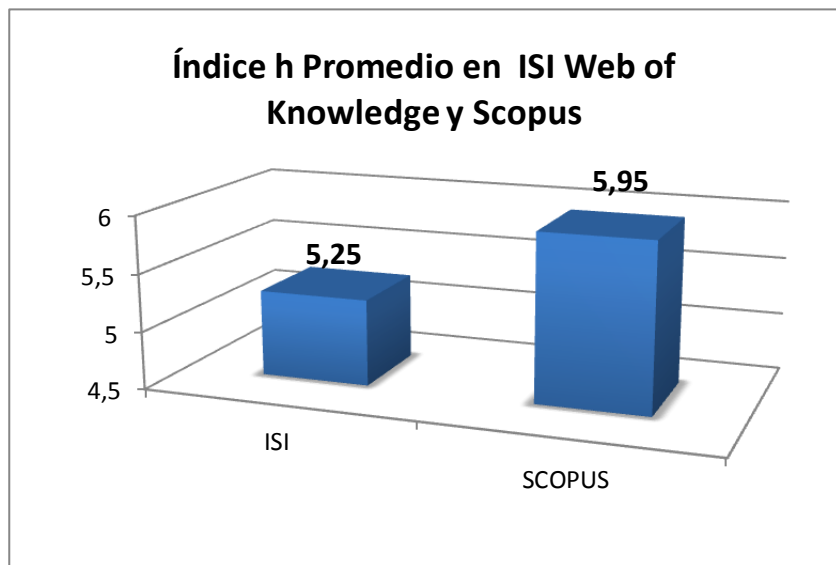 Índice h Promedio en ISI Web of
Knowledge y Scopus
5,95
6
5,25
5,5
5
4,5
ISI
SCOPUS